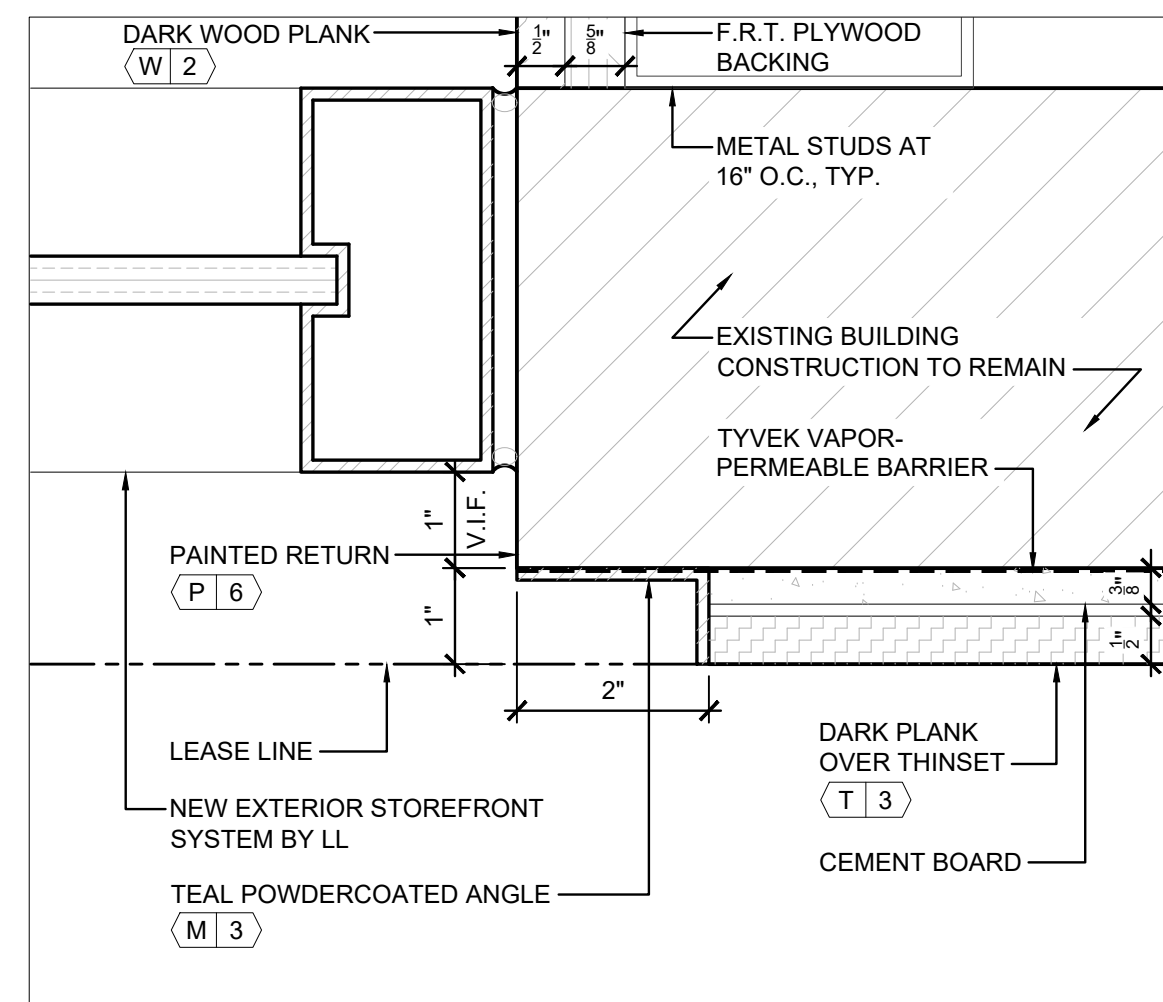 DARK WOOD PLANK
W 2
1/2"
5/8"
F.R.T. PLYWOOD
BACKING
METAL STUDS AT
16" O.C., TYP.
EXISTING BUILDING
CONSTRUCTION TO REMAIN
TYVEK VAPOR-
PERMEABLE BARRIER
1"
V.I.F.
PAINTED RETURN
P 6
1"
3/8"
1/2"
2"
LEASE LINE
DARK PLANK
OVER THINSET
T 3
NEW EXTERIOR STOREFRONT
SYSTEM BY LL
CEMENT BOARD
TEAL POWDERCOATED ANGLE
M 3